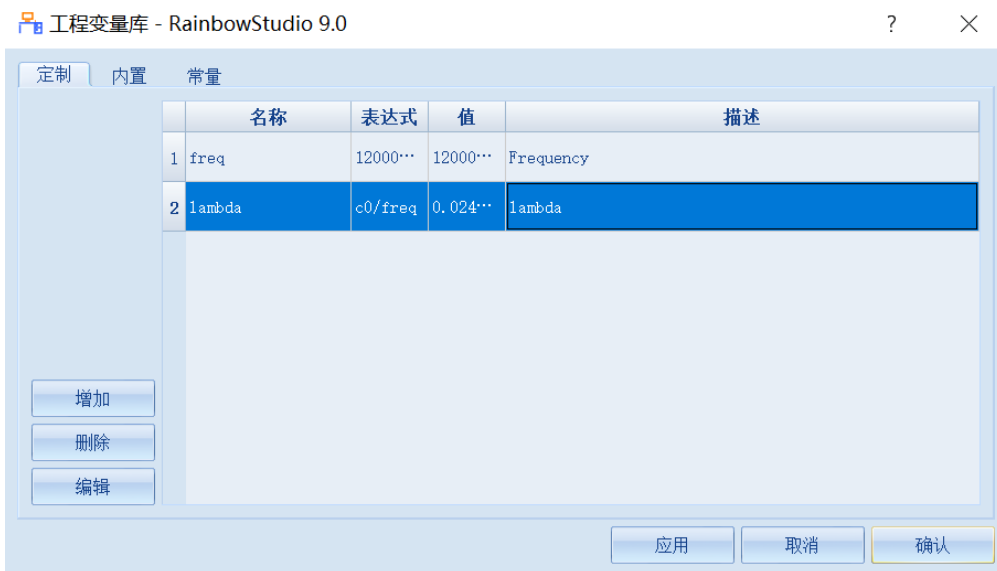 工程变量库 - RainbowStudio 9.0 ?
定制 内置 常量
名称 表达式 值 描述
1 freq 12000... 12000... Frequency
2 lambda c0/freq 0.024... lambda
增加
删除
编辑
应用 取消 确认